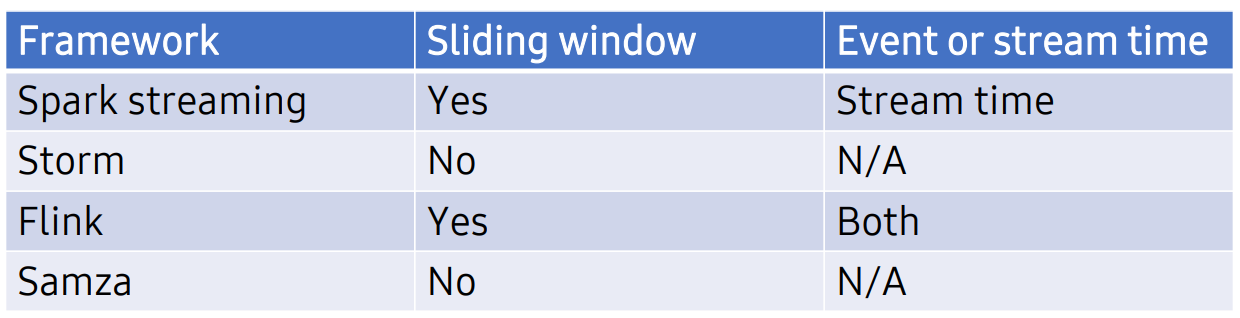 Framework Sliding window Event or stream time
Spark streaming Yes Stream time
Storm No N/A
Flink Yes Both
Samza No N/A